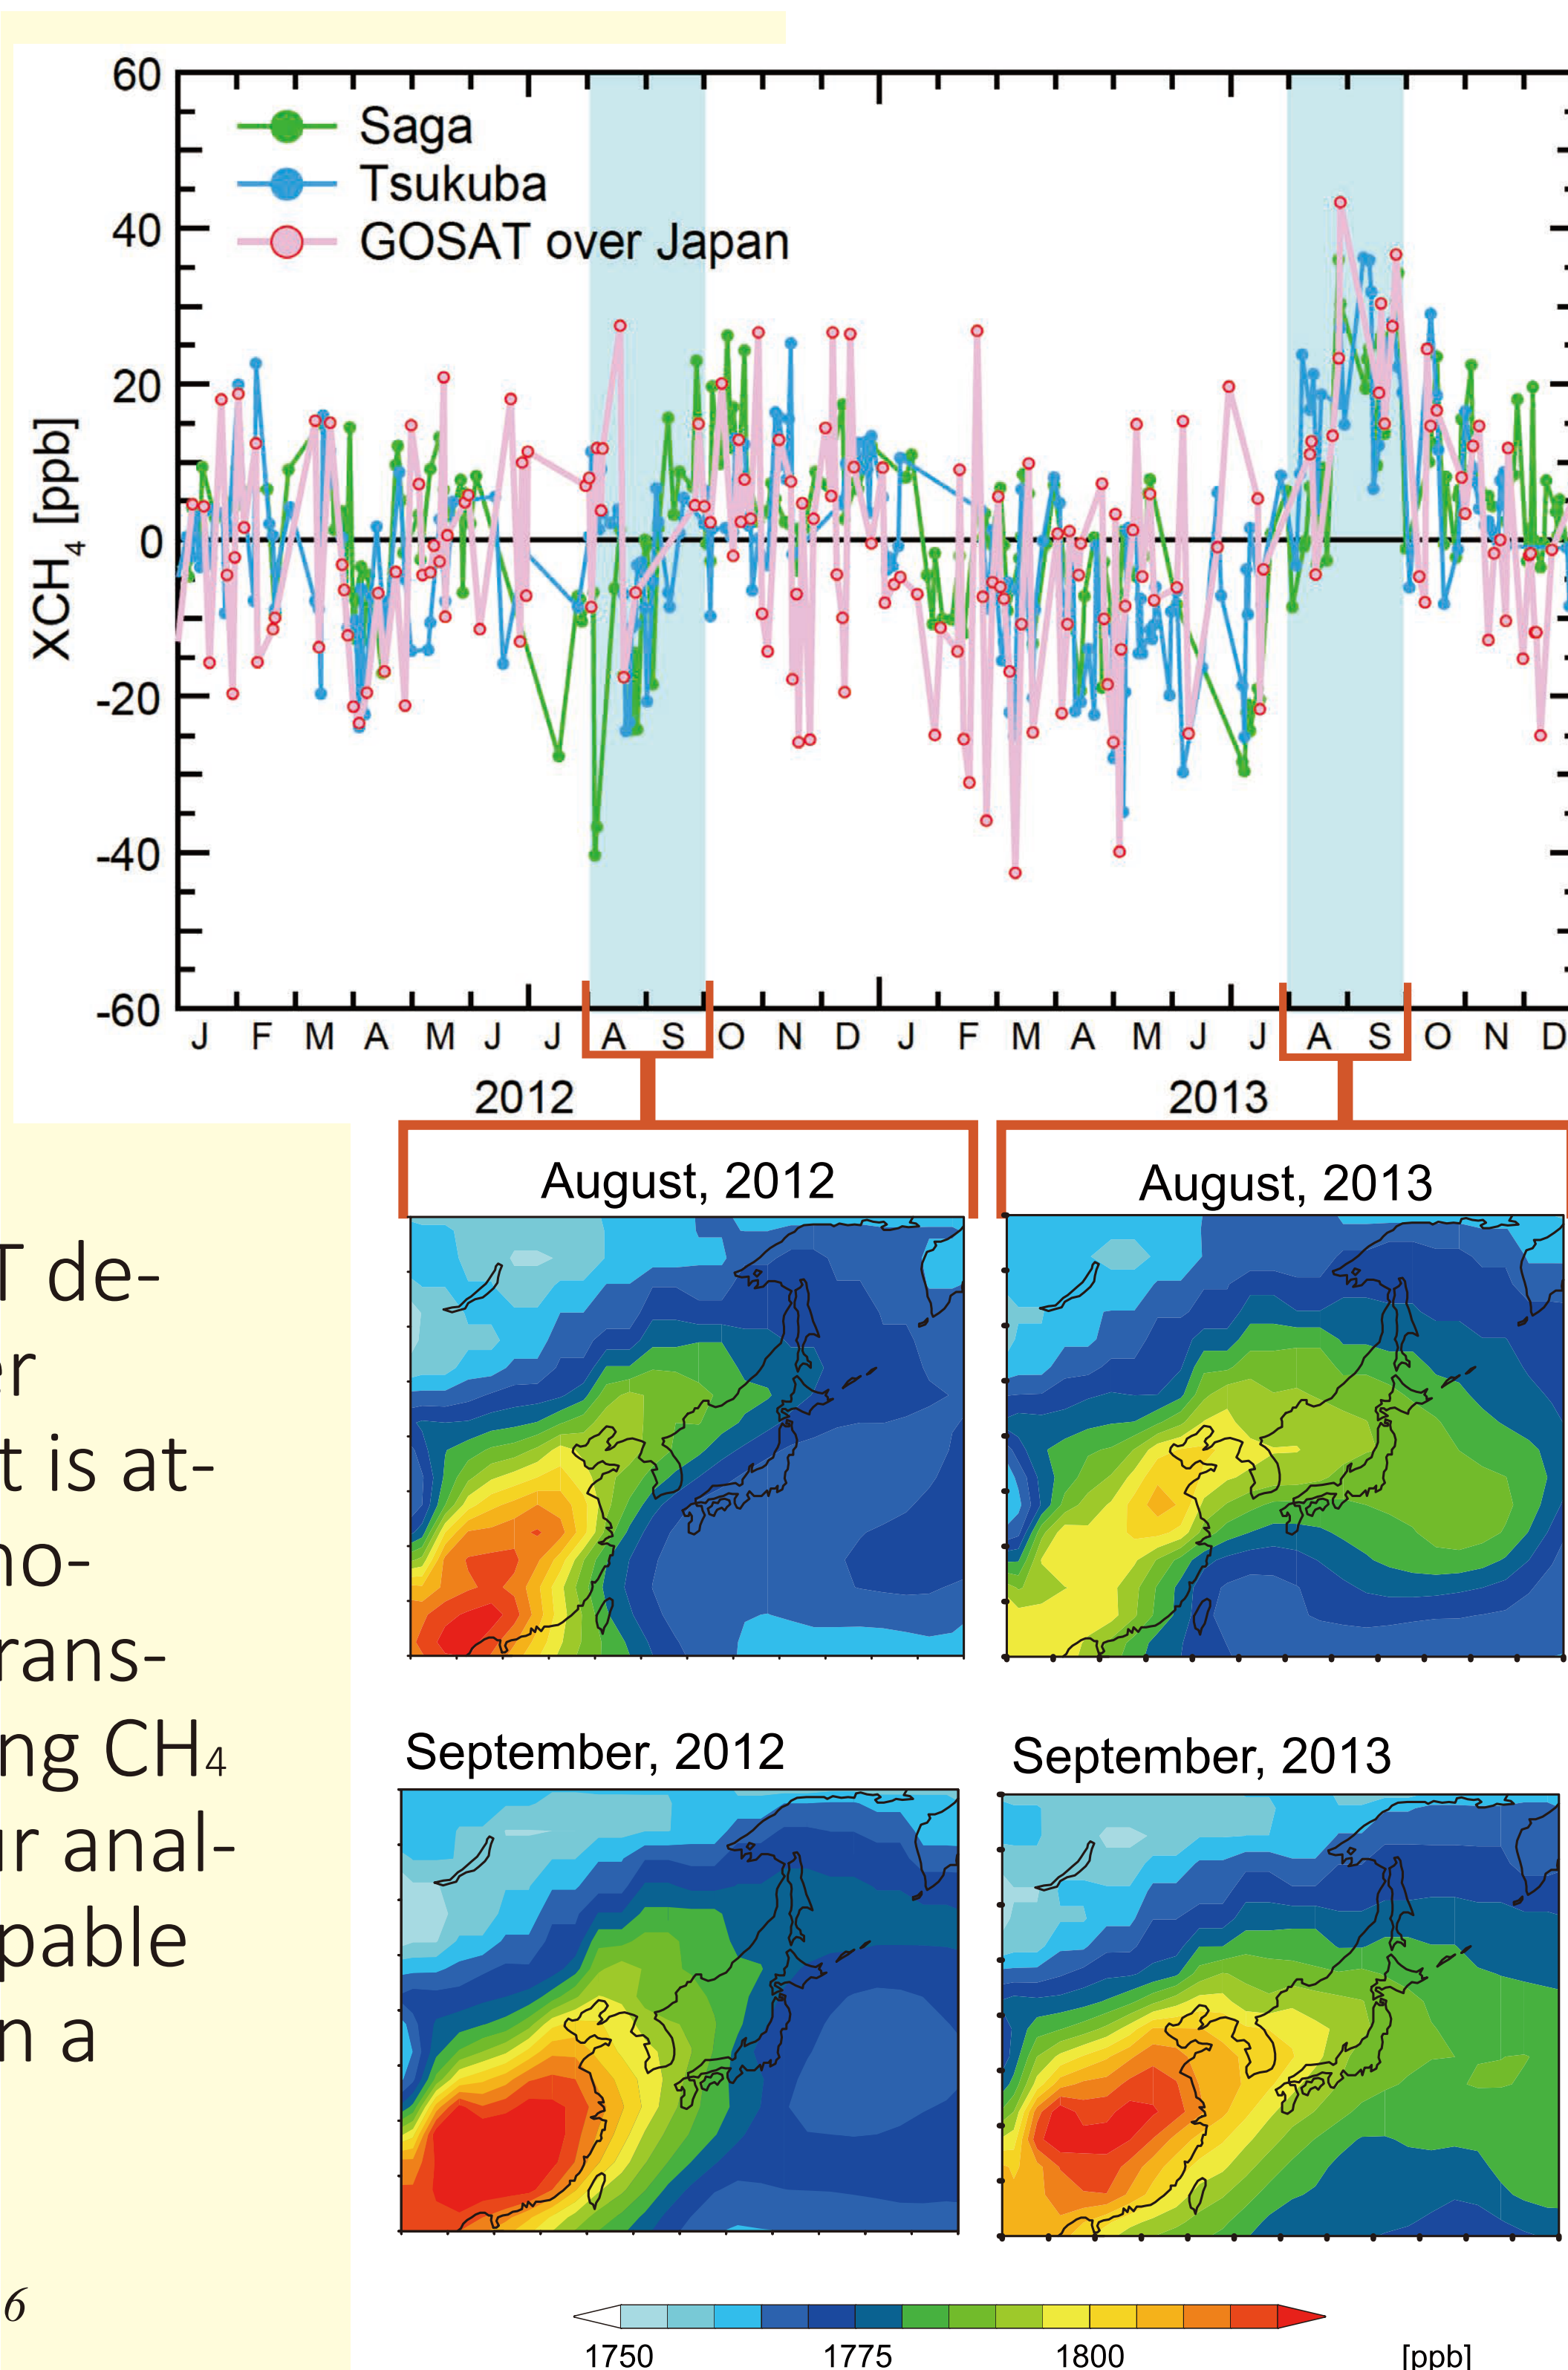 60
40
20
0
-20
-40
-60
XCH4 [ppb]
Saga
Tsukuba
GOSAT over Japan
J F M A M J J A S O N D J F M A M J J A S O N D
2012 2013
August, 2012 August, 2013
T de-
er
t is at-
no-
rans-
ng CH4
ur anal-
pable
n a
September, 2012 September, 2013
6
1750 1775 1800 [ppb]